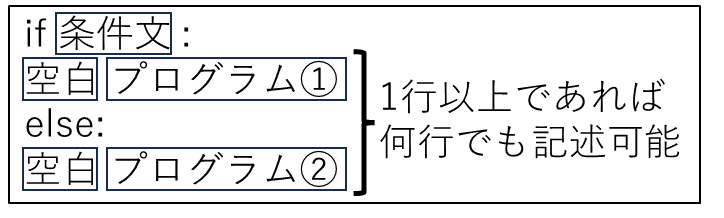 if 条件文 :
空白 プログラム①
else:
空白 プログラム②
1行以上であれば
何行でも記述可能